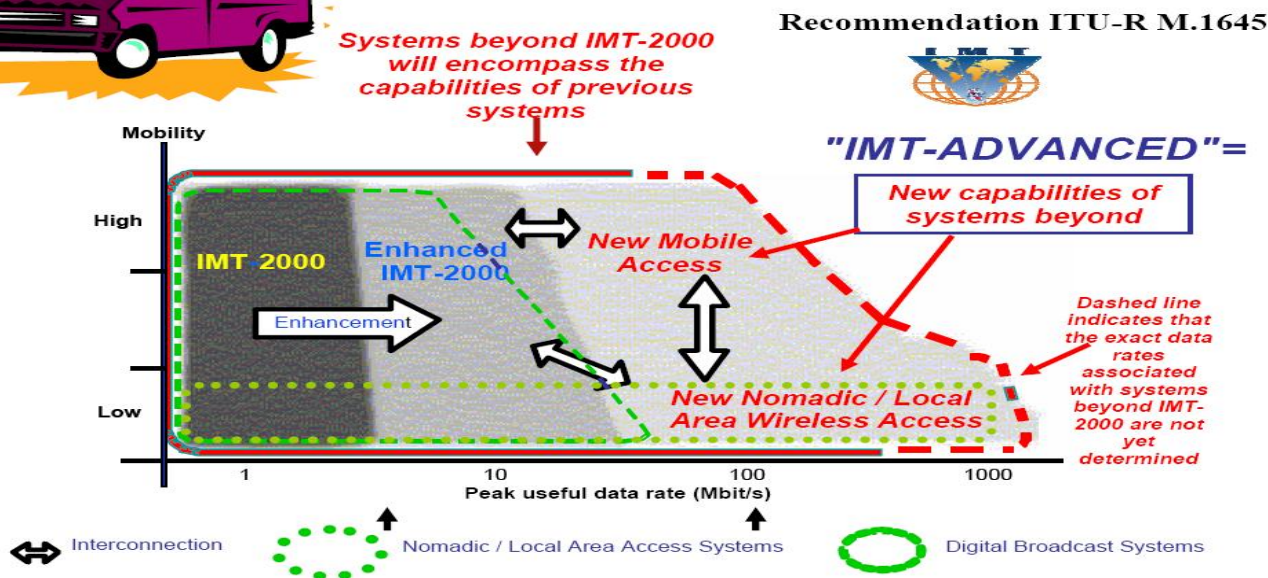 Recommendation ITU-R M.1645
IMT
Systems beyond IMT-2000
will encompass the
capabilities of previous
systems
Mobility
"IMT-ADVANCED"=
New capabilities of
systems beyond
High
IMT 2000
Enhanced
IMT-2000
New Mobile
Access
Enhancement
Dashed line
indicates that
the exact data
rates
associated
with systems
beyond IMT-
2000 are not
yet
determined
Low
New Nomadic / Local
Area Wireless Access
1
10
100
1000
Peak useful data rate (Mbit/s)
Interconnection
Nomadic / Local Area Access Systems
Digital Broadcast Systems